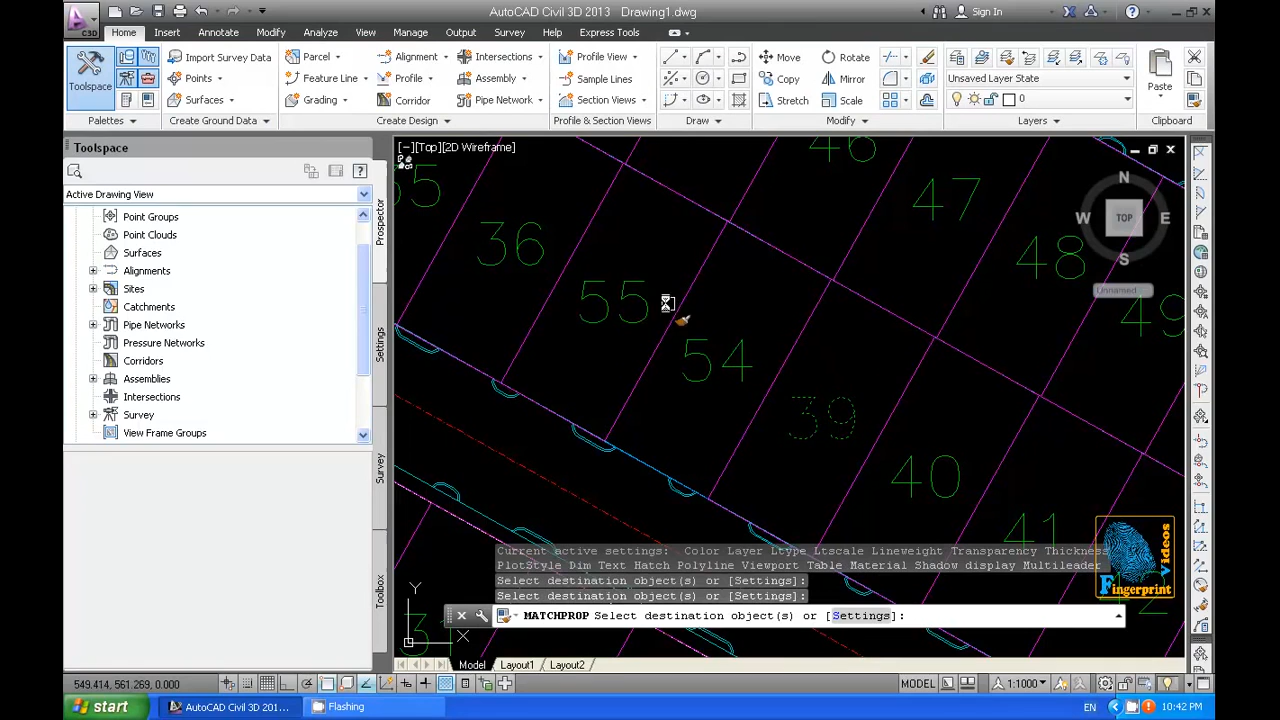 AutoCAD Civil 3D 2013 Drawing1.dwg
Sign In
C3D
Home Insert Annotate Modify Analyze View Manage Output Survey Help Express Tools
Toolspace
Import Survey Data
Points
Surfaces
Parcel
Feature Line
Grading
Alignment
Profile
Corridor
Intersections
Assembly
Pipe Network
Profile View
Sample Lines
Section Views
Move
Copy
Stretch
Rotate
Mirror
Scale
Unsaved Layer State
0
Paste
Palettes
Create Ground Data
Create Design
Profile & Section Views
Draw
Modify
Layers
Clipboard
Toolspace
Active Drawing View
Point Groups
Point Clouds
Surfaces
Alignments
Sites
Catchments
Pipe Networks
Pressure Networks
Corridors
Assemblies
Intersections
Survey
View Frame Groups
Prospector
Settings
Survey
Toolbox
[−][Top][2D Wireframe]
46
35
47
36
48
55
49
54
39
40
41
N
W TOP E
S
Unnamed
Fingerprint
Videos
Current active settings: Color Layer Ltype Ltscale Lineweight Transparency Thickness
PlotStyle Dim Text Hatch Polyline Viewport Table Material Shadow display Multileader
Select destination object(s) or [Settings]:
Select destination object(s) or [Settings]:
MATCHPROP Select destination object(s) or [Settings]:
Y
X
Model Layout1 Layout2
549.414, 561.269, 0.000
MODEL
1:1000
start
AutoCAD Civil 3D 201...
Flashing
EN
10:42 PM